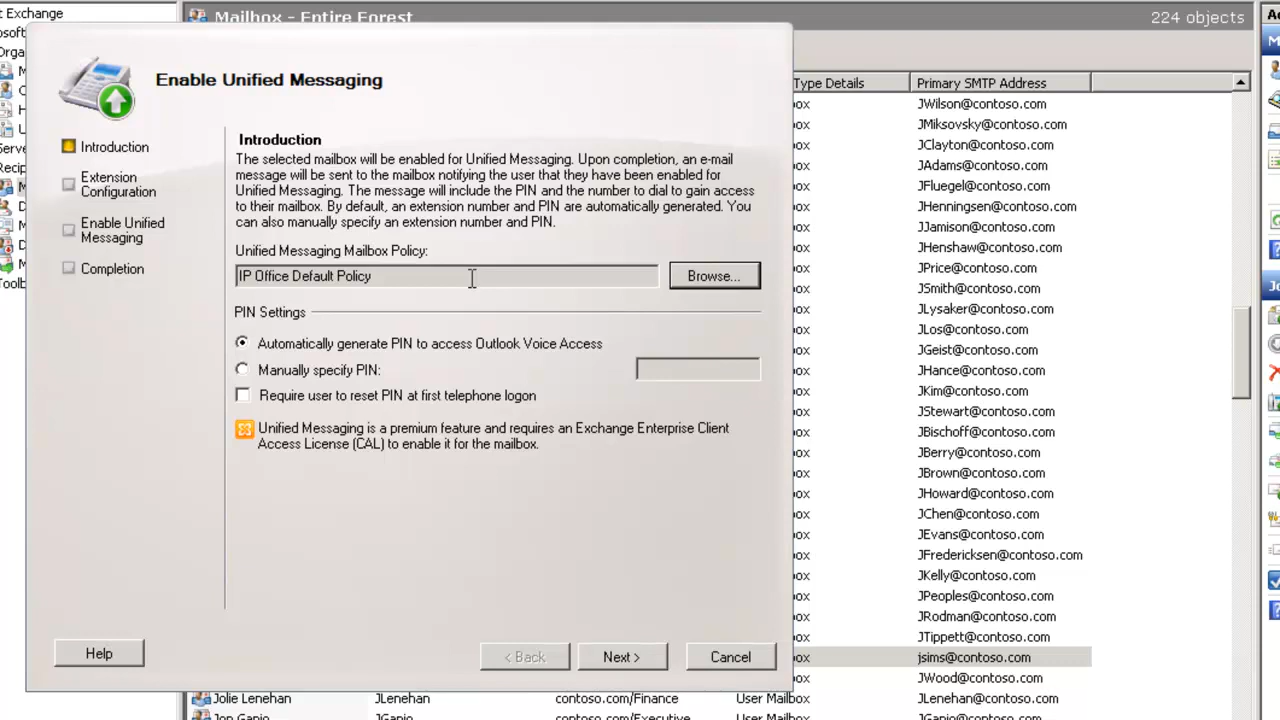 t Exchange
Mailbox - Entire Forest
224 objects
Enable Unified Messaging
Type Details
Primary SMTP Address
Introduction
Extension
Configuration
Enable Unified
Messaging
Completion
Introduction
The selected mailbox will be enabled for Unified Messaging. Upon completion, an e-mail
message will be sent to the mailbox notifying the user that they have been enabled for
Unified Messaging. The message will include the PIN and the number to dial to gain access
to their mailbox. By default, an extension number and PIN are automatically generated. You
can also manually specify an extension number and PIN.
Unified Messaging Mailbox Policy:
IP Office Default Policy
Browse...
PIN Settings
Automatically generate PIN to access Outlook Voice Access
Manually specify PIN:
Require user to reset PIN at first telephone logon
Unified Messaging is a premium feature and requires an Exchange Enterprise Client
Access License (CAL) to enable it for the mailbox.
Help
< Back
Next >
Cancel
JWilson@contoso.com
JMiksovsky@contoso.com
JClayton@contoso.com
JAdams@contoso.com
JFluegel@contoso.com
JHenningsen@contoso.com
JJamison@contoso.com
JHenshaw@contoso.com
JPrice@contoso.com
JSmith@contoso.com
JLysaker@contoso.com
JLos@contoso.com
JGeist@contoso.com
JHance@contoso.com
JKim@contoso.com
JStewart@contoso.com
JBischoff@contoso.com
JBerry@contoso.com
JBrown@contoso.com
JHoward@contoso.com
JChen@contoso.com
JEvans@contoso.com
JFredericksen@contoso.com
JKelly@contoso.com
JPeoples@contoso.com
JRodman@contoso.com
JTippett@contoso.com
jsims@contoso.com
JWood@contoso.com
Jolie Lenehan JLenehan contoso.com/Finance User Mailbox JLenehan@contoso.com
Jon Ganio JGanio contoso.com/Executive User Mailbox JGanio@contoso.com